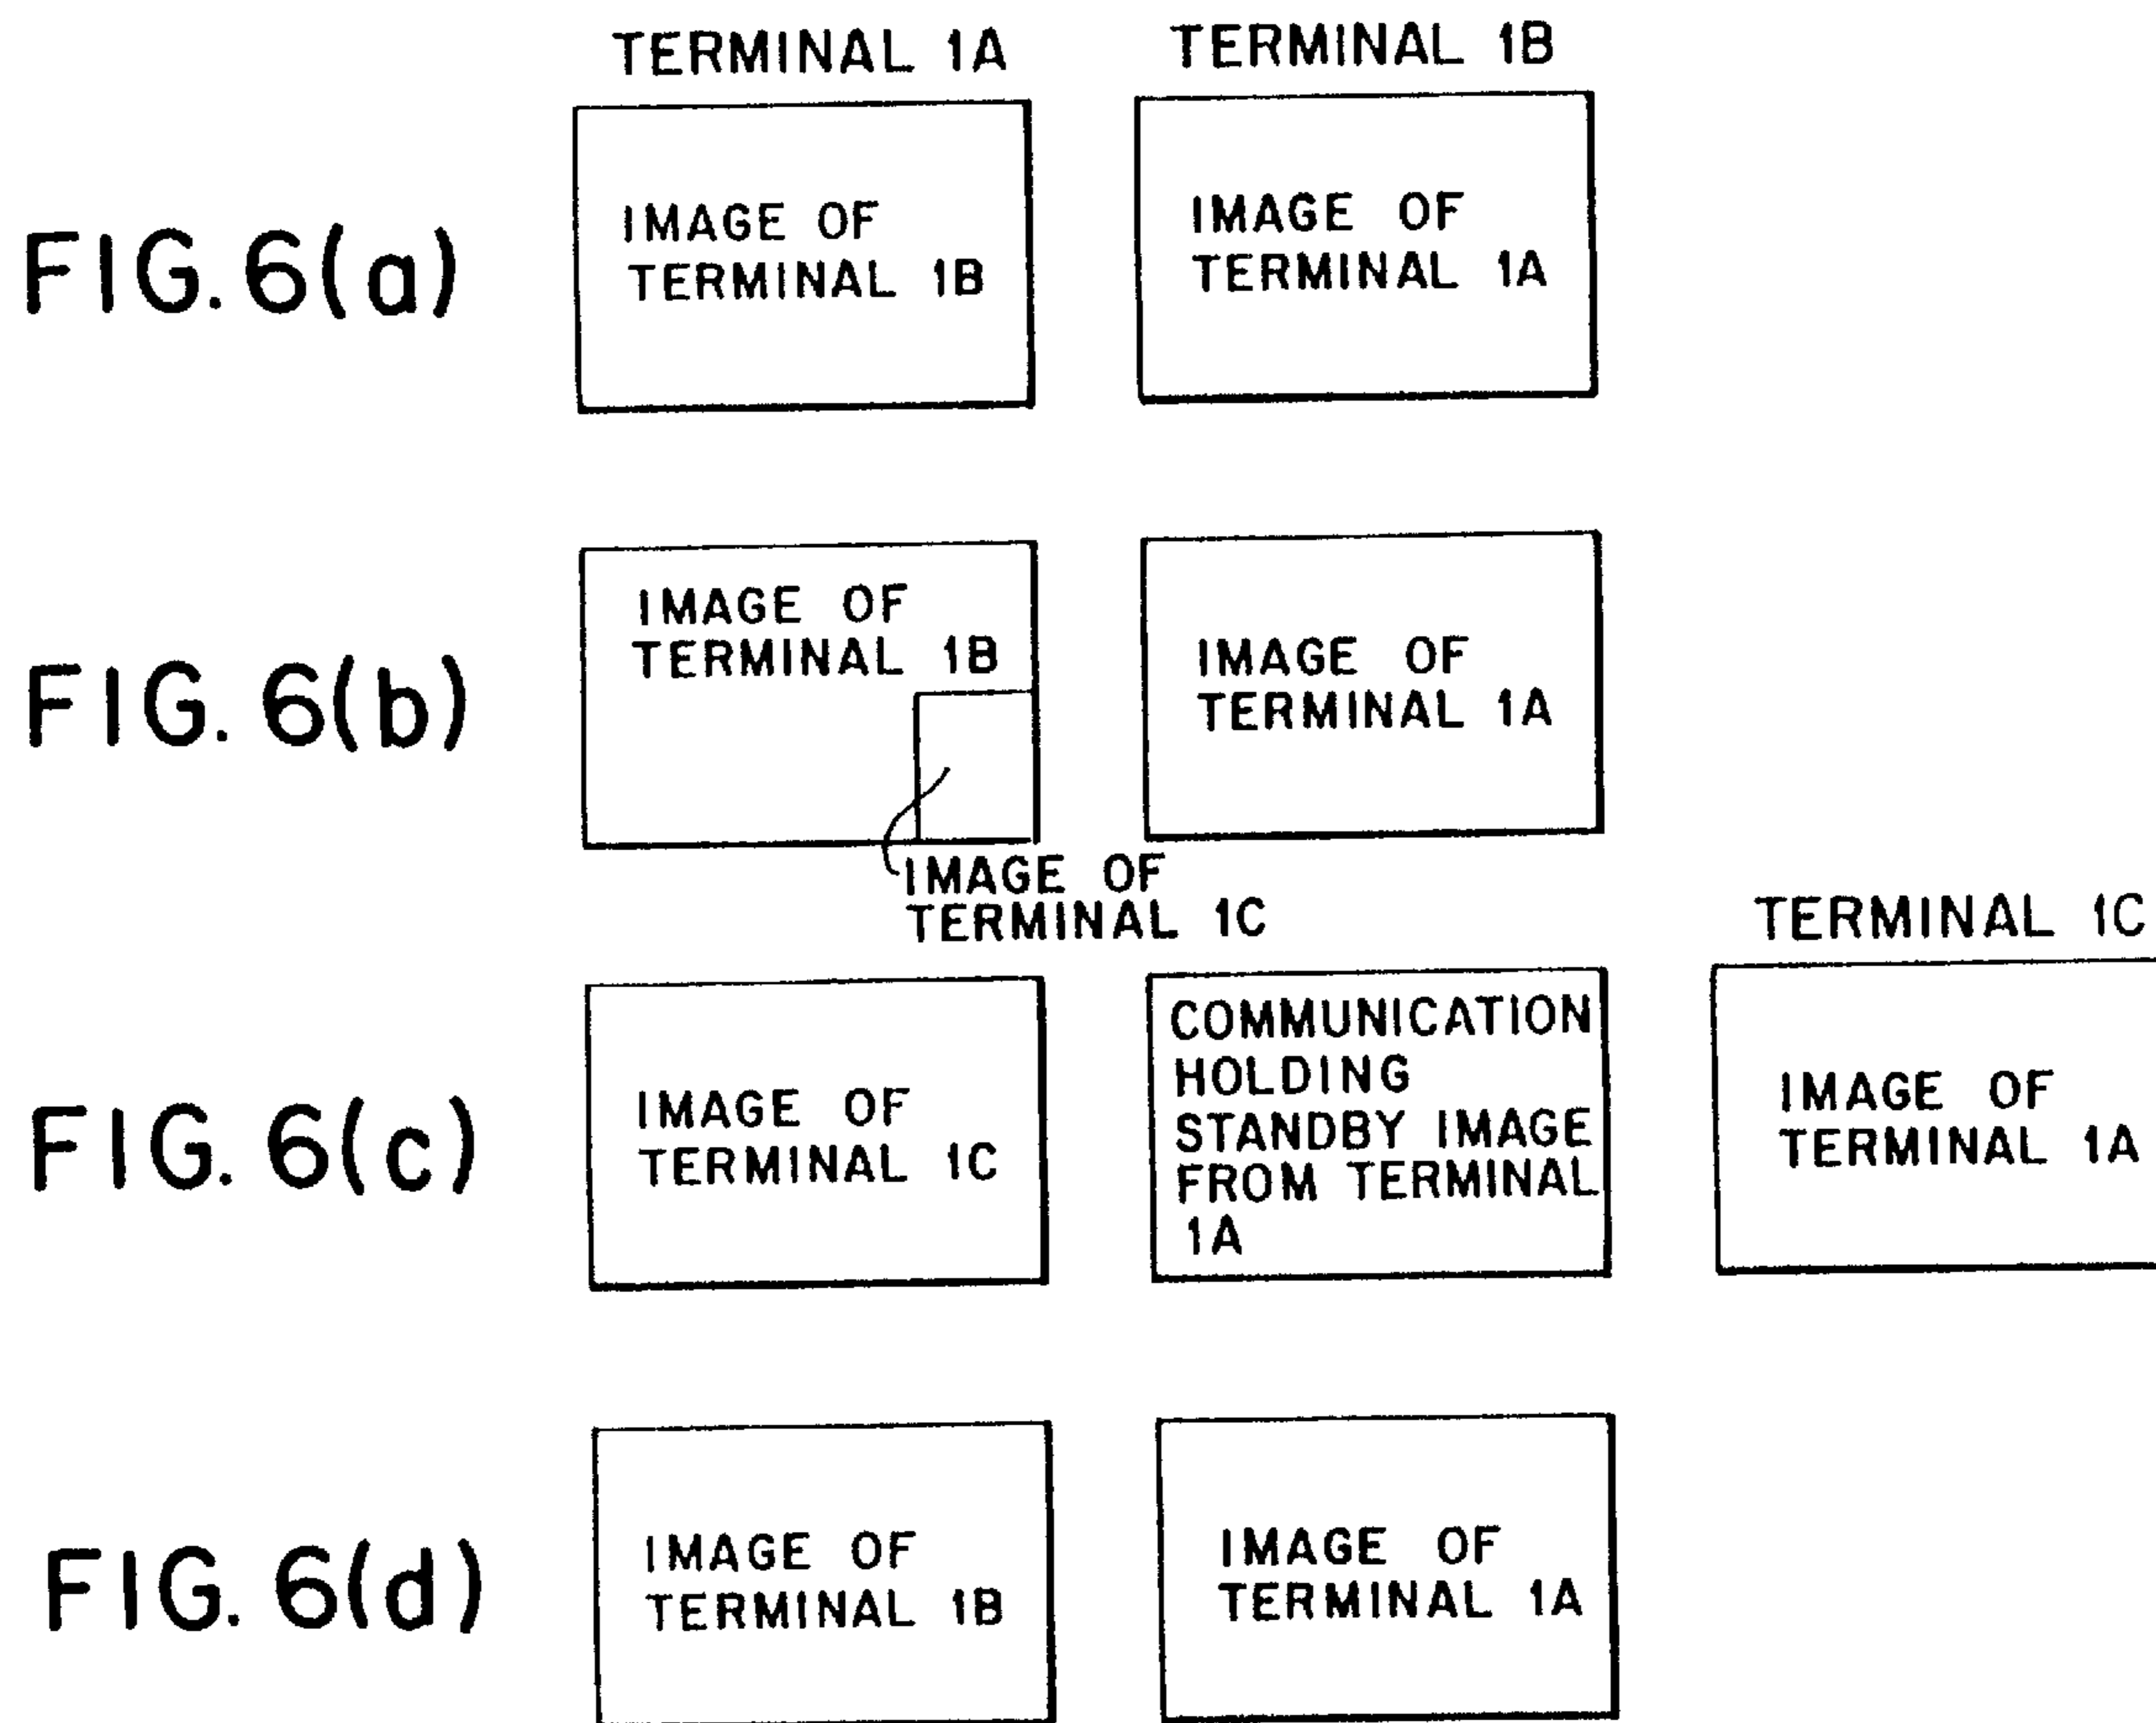 TERMINAL 1A
TERMINAL 1B
FIG. 6(a)
IMAGE OF
TERMINAL 1B
IMAGE OF
TERMINAL 1A
FIG. 6(b)
IMAGE OF
TERMINAL 1B
IMAGE OF
TERMINAL 1A
IMAGE OF
TERMINAL 1C
TERMINAL 1C
FIG. 6(c)
IMAGE OF
TERMINAL 1C
COMMUNICATION
HOLDING
STANDBY IMAGE
FROM TERMINAL
1A
IMAGE OF
TERMINAL 1A
FIG. 6(d)
IMAGE OF
TERMINAL 1B
IMAGE OF
TERMINAL 1A